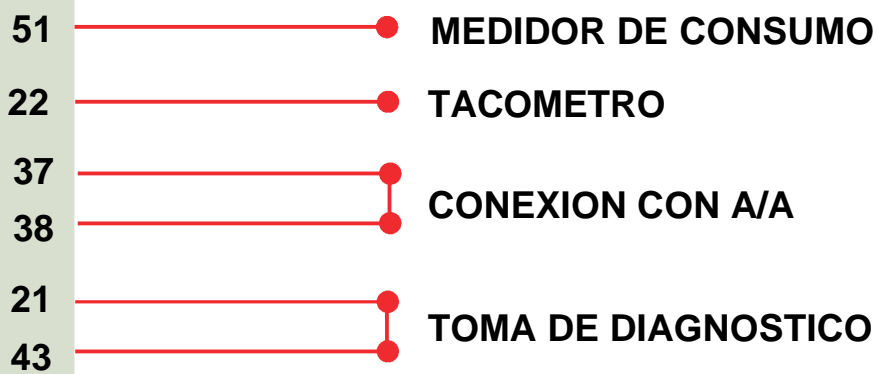 51 MEDIDOR DE CONSUMO
22 TACOMETRO
37
CONEXION CON A/A
38
21
TOMA DE DIAGNOSTICO
43